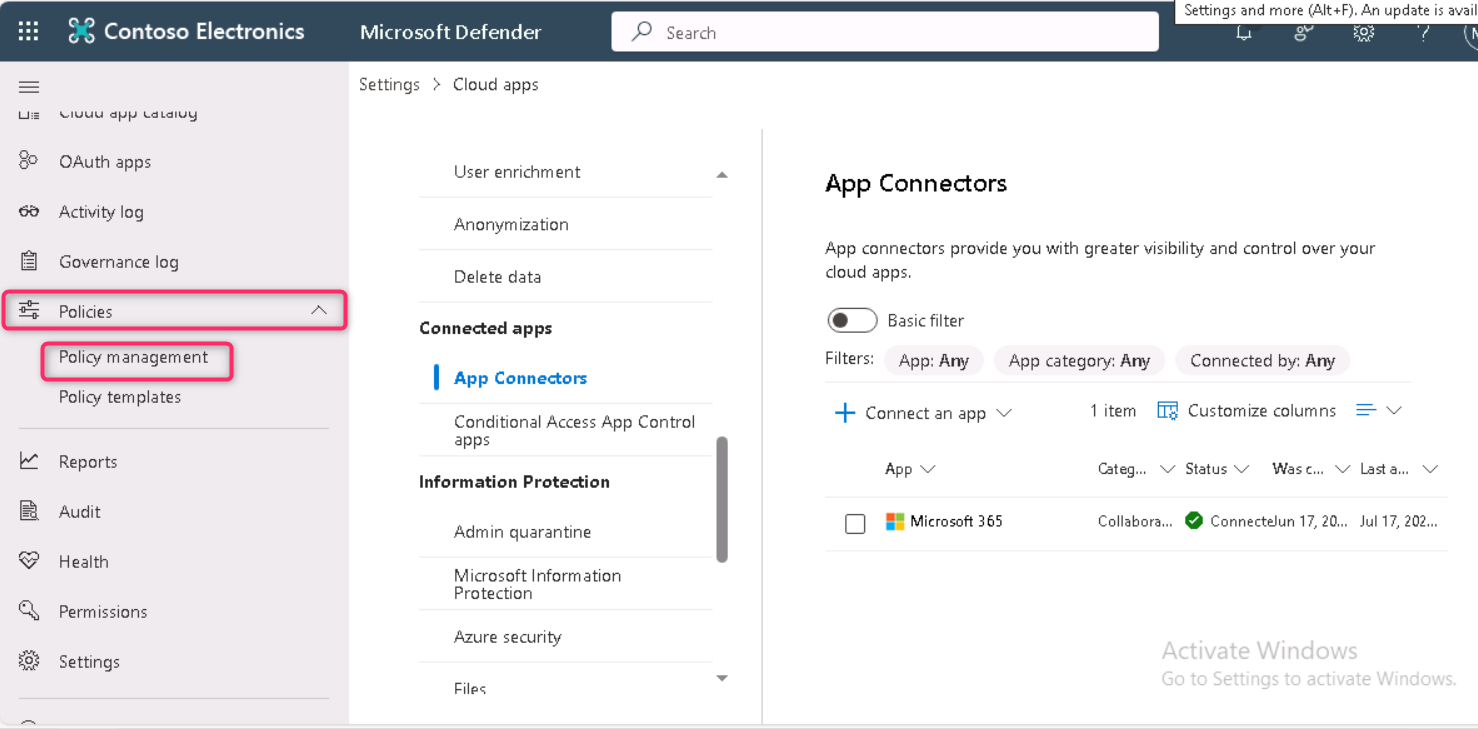 Settings and more (Alt+F). An update is avail
Contoso Electronics
Microsoft Defender
Search
?
Settings > Cloud apps
Cloud app catalog
OAuth apps
Activity log
Governance log
Policies
Policy management
Policy templates
Reports
Audit
Health
Permissions
Settings
User enrichment
Anonymization
Delete data
Connected apps
App Connectors
Conditional Access App Control
apps
Information Protection
Admin quarantine
Microsoft Information
Protection
Azure security
Files
App Connectors
App connectors provide you with greater visibility and control over your
cloud apps.
Basic filter
Filters: App: Any App category: Any Connected by: Any
Connect an app 1 item Customize columns
App Categ... Status Was c... Last a...
Microsoft 365 Collabora... Connecte Jun 17, 20... Jul 17, 202...
Activate Windows
Go to Settings to activate Windows.